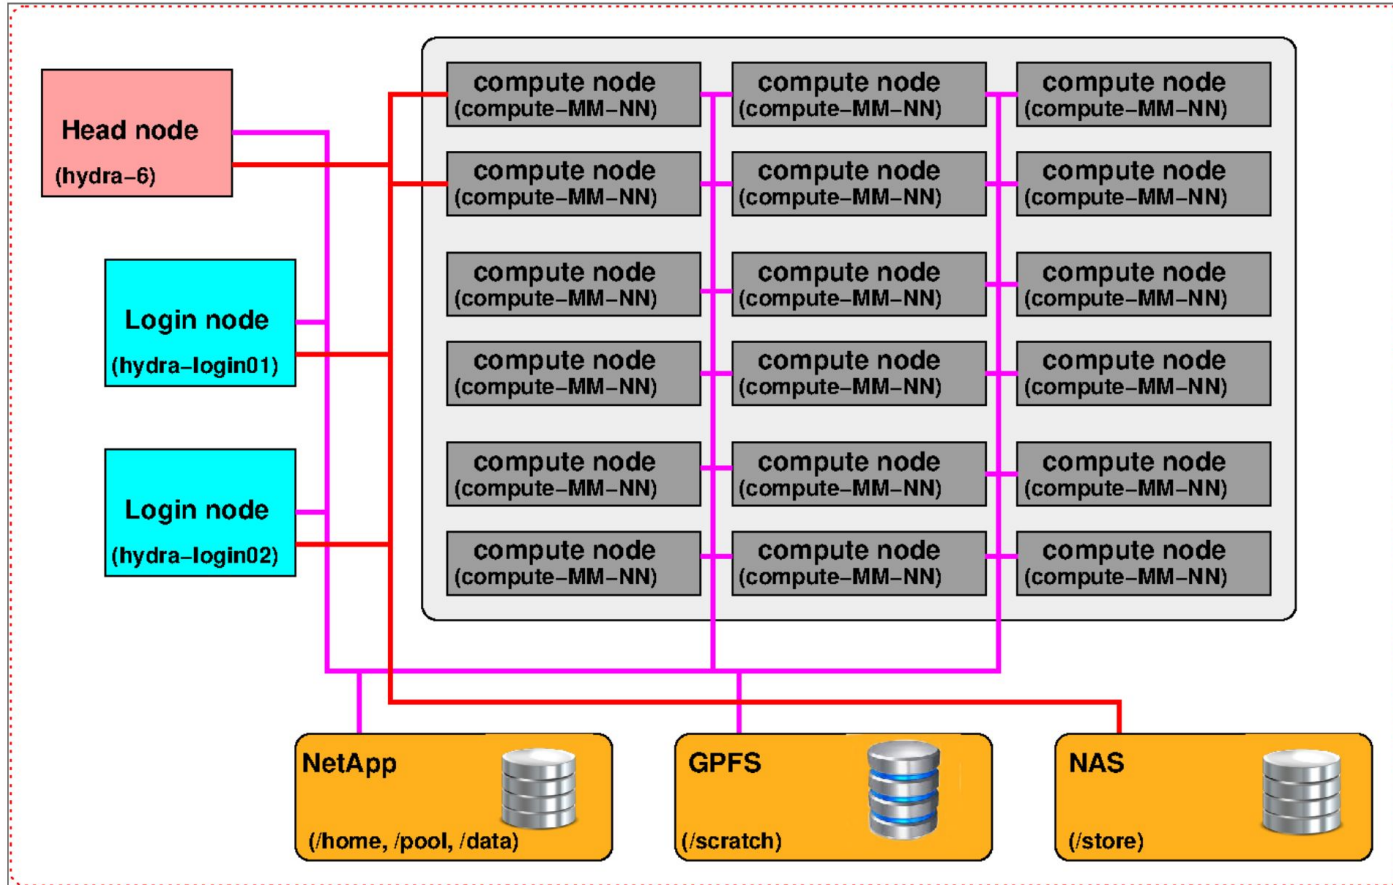 Head node
(hydra–6)
Login node
(hydra–login01)
Login node
(hydra–login02)
compute node
(compute–MM–NN)
compute node
(compute–MM–NN)
compute node
(compute–MM–NN)
compute node
(compute–MM–NN)
compute node
(compute–MM–NN)
compute node
(compute–MM–NN)
compute node
(compute–MM–NN)
compute node
(compute–MM–NN)
compute node
(compute–MM–NN)
compute node
(compute–MM–NN)
compute node
(compute–MM–NN)
compute node
(compute–MM–NN)
compute node
(compute–MM–NN)
compute node
(compute–MM–NN)
compute node
(compute–MM–NN)
compute node
(compute–MM–NN)
compute node
(compute–MM–NN)
compute node
(compute–MM–NN)
NetApp
(/home, /pool, /data)
GPFS
(/scratch)
NAS
(/store)